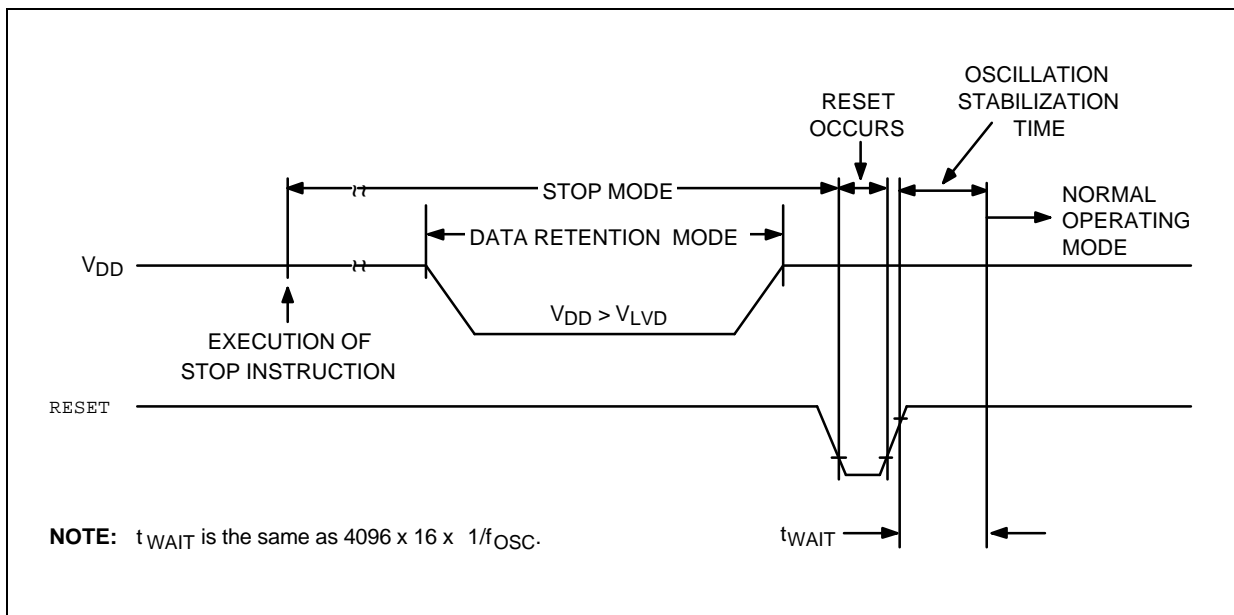 OSCILLATION
STABILIZATION
TIME
RESET
OCCURS
STOP MODE
NORMAL
OPERATING
MODE
DATA RETENTION MODE
VDD
VDD > VLVD
EXECUTION OF
STOP INSTRUCTION
RESET
NOTE: t WAIT is the same as 4096 x 16 x 1/fOSC.
tWAIT